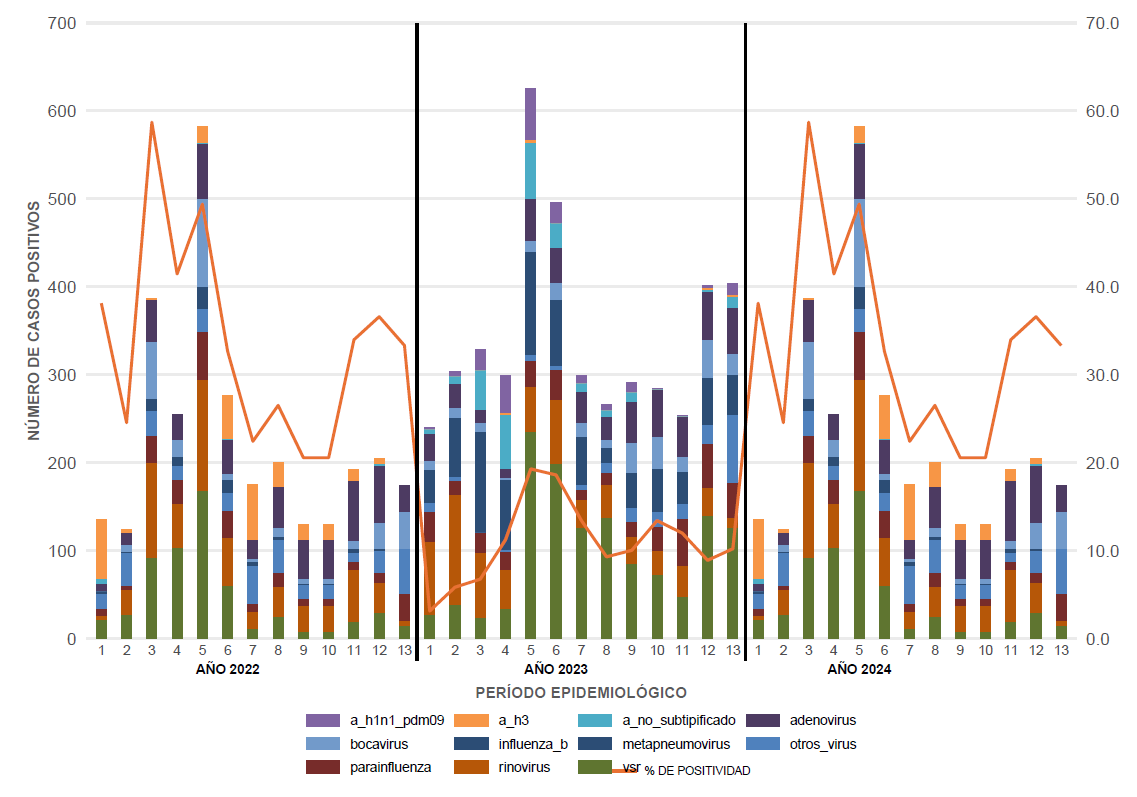 700 70.0
600 60.0
500 50.0
400 40.0
300 30.0
200 20.0
100 10.0
0 0.0
NÚMERO DE CASOS POSITIVOS
1 2 3 4 5 6 7 8 9 10 11 12 13 1 2 3 4 5 6 7 8 9 10 11 12 13 1 2 3 4 5 6 7 8 9 10 11 12 13
AÑO 2022 AÑO 2023 AÑO 2024
PERÍODO EPIDEMIOLÓGICO
a_h1n1_pdm09 a_h3 a_no_subtipificado adenovirus
bocavirus influenza_b metapneumovirus otros_virus
parainfluenza rinovirus vsr % DE POSITIVIDAD